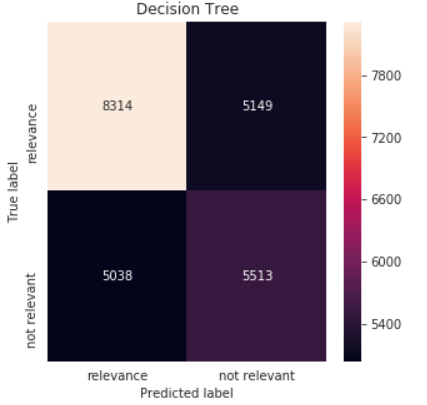 Decision Tree
True label
relevance
not relevant
8314 5149
5038 5513
relevance not relevant
Predicted label
7800
7200
6600
6000
5400